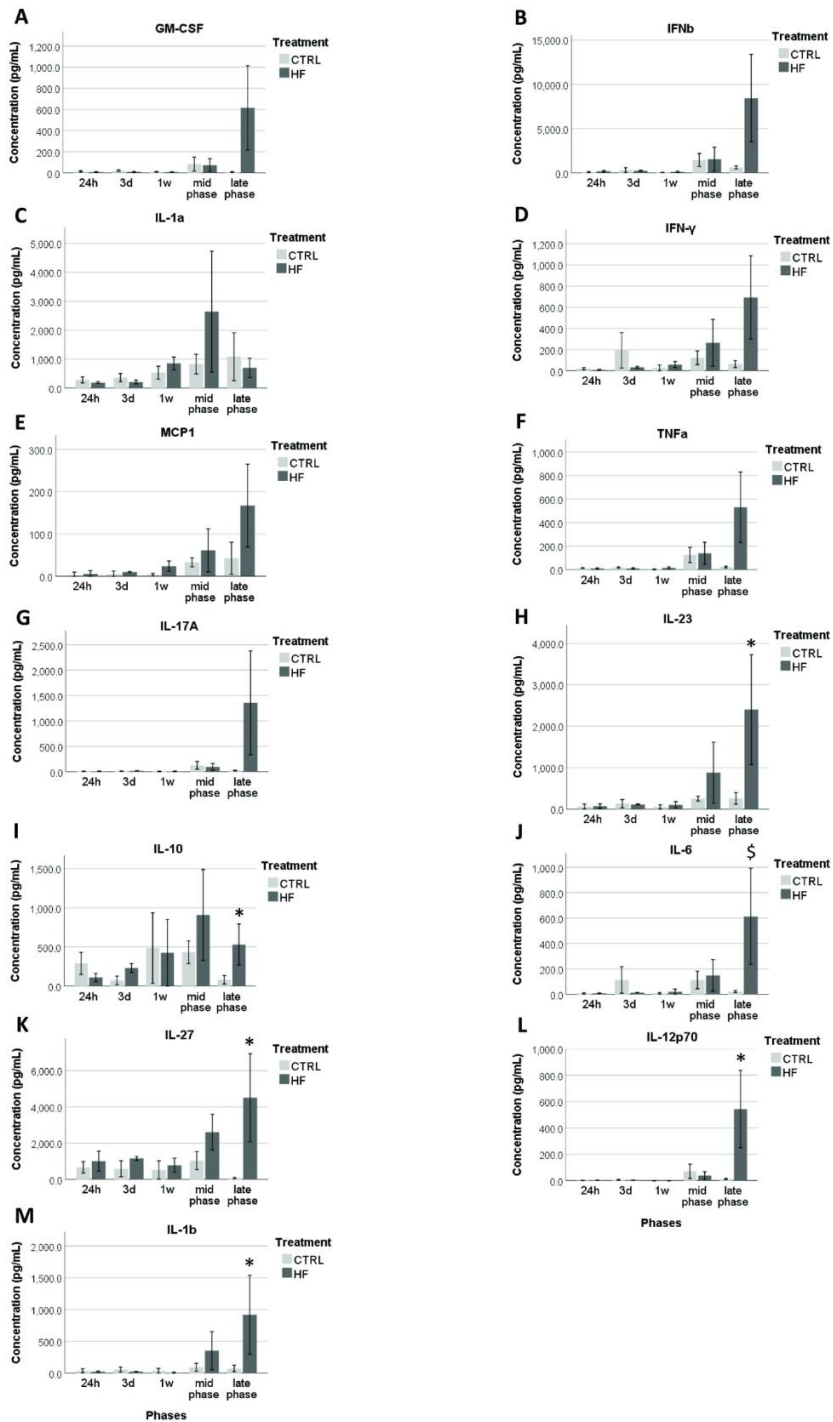 A
GM-CSF
Concentration (pg/mL)
1,200.0
1,000.0
800.0
600.0
400.0
200.0
0.0
24h 3d 1w mid phase late phase
Treatment
CTRL
HF
B
IFNb
Concentration (pg/mL)
15,000.0
10,000.0
5,000.0
0.0
24h 3d 1w mid phase late phase
Treatment
CTRL
HF
C
IL-1a
Concentration (pg/mL)
5,000.0
4,000.0
3,000.0
2,000.0
1,000.0
0.0
24h 3d 1w mid phase late phase
Treatment
CTRL
HF
D
IFN-γ
Concentration (pg/mL)
1,200.0
1,000.0
800.0
600.0
400.0
200.0
0.0
24h 3d 1w mid phase late phase
Treatment
CTRL
HF
E
MCP1
Concentration (pg/mL)
300.0
200.0
100.0
0.0
24h 3d 1w mid phase late phase
Treatment
CTRL
HF
F
TNFa
Concentration (pg/mL)
1,000.0
800.0
600.0
400.0
200.0
0.0
24h 3d 1w mid phase late phase
Treatment
CTRL
HF
G
IL-17A
Concentration (pg/mL)
2,500.0
2,000.0
1,500.0
1,000.0
500.0
0.0
24h 3d 1w mid phase late phase
Treatment
CTRL
HF
H
IL-23
Concentration (pg/mL)
4,000.0
3,000.0
2,000.0
1,000.0
0.0
*
24h 3d 1w mid phase late phase
Treatment
CTRL
HF
I
IL-10
Concentration (pg/mL)
1,500.0
1,000.0
500.0
0.0
*
24h 3d 1w mid phase late phase
Treatment
CTRL
HF
J
IL-6
Concentration (pg/mL)
1,000.0
800.0
600.0
400.0
200.0
0.0
$
24h 3d 1w mid phase late phase
Treatment
CTRL
HF
K
IL-27
Concentration (pg/mL)
6,000.0
4,000.0
2,000.0
0.0
*
24h 3d 1w mid phase late phase
Treatment
CTRL
HF
L
IL-12p70
Concentration (pg/mL)
1,000.0
800.0
600.0
400.0
200.0
0.0
*
24h 3d 1w mid phase late phase
Phases
Treatment
CTRL
HF
M
IL-1b
Concentration (pg/mL)
2,000.0
1,500.0
1,000.0
500.0
0.0
*
24h 3d 1w mid phase late phase
Phases
Treatment
CTRL
HF